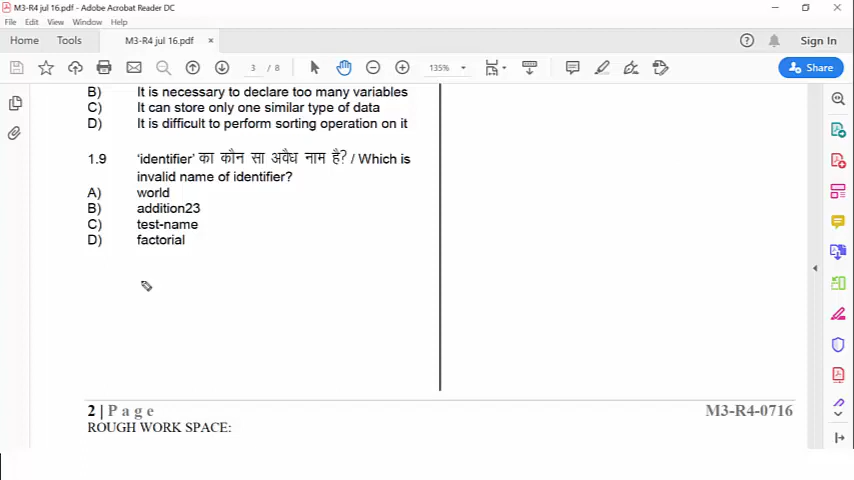 M3-R4 jul 16.pdf - Adobe Acrobat Reader DC
File Edit View Window Help
Home Tools M3-R4 jul 16.pdf × Sign In
3 / 8 135% Share
B) It is necessary to declare too many variables
C) It can store only one similar type of data
D) It is difficult to perform sorting operation on it
1.9 ‘identifier’ का कौन सा अवैध नाम है? / Which is
invalid name of identifier?
A) world
B) addition23
C) test-name
D) factorial
2 | P a g e M3-R4-0716
ROUGH WORK SPACE: